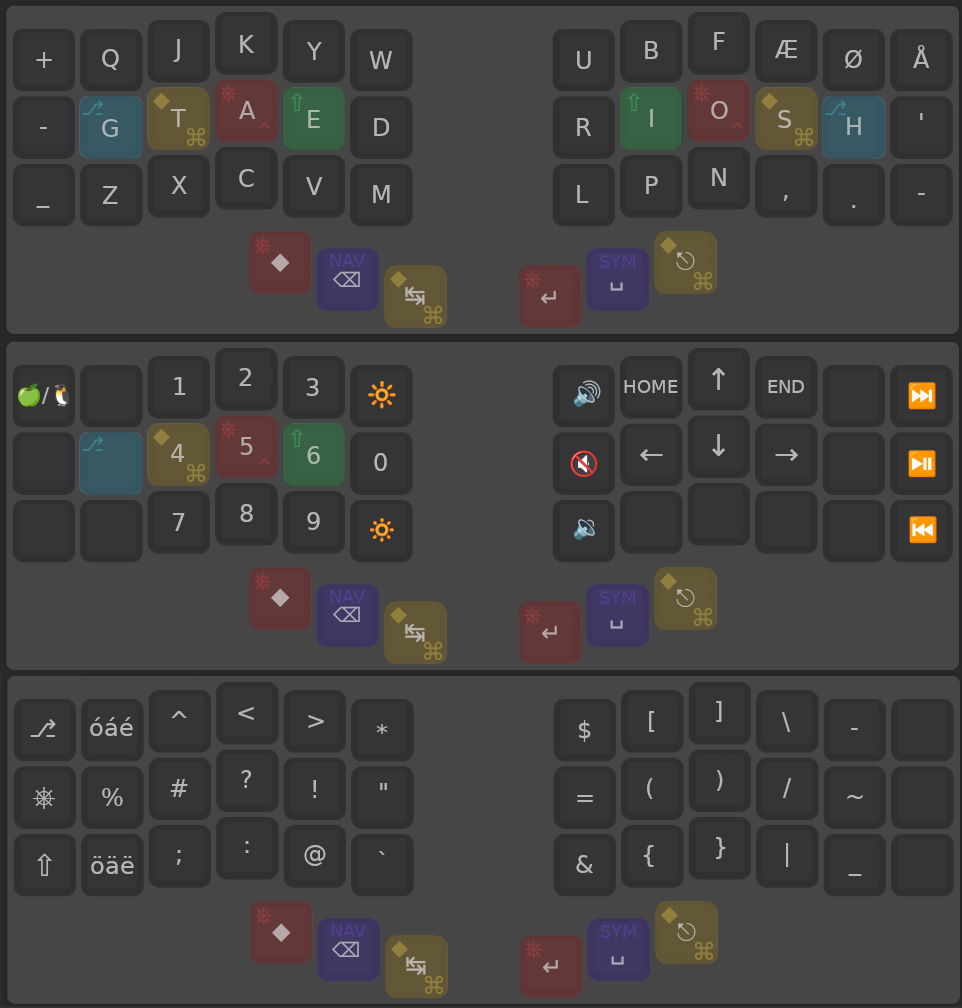 + Q J K Y W U B F Æ Ø Å
- G T ⌘ A ^ E D R I O ^ S ⌘ H '
_ Z X C V M L P N , . -
NAV SYM
◆ ⌫ ↹ ⌘ ↵ ␣ ⎋ ⌘
🍏/🐧 1 2 3 🔆 🔊 HOME ↑ END ⏭
4 ⌘ 5 ^ 6 0 🔇 ← ↓ → ⏯
7 8 9 🔅 🔉 ⏮
NAV SYM
◆ ⌫ ↹ ⌘ ↵ ␣ ⎋ ⌘
⎇ óáé ^ < > * $ [ ] \ -
⎈ % # ? ! " = ( ) / ~
⇧ öäë ; : @ ` & { } | _
NAV SYM
◆ ⌫ ↹ ⌘ ↵ ␣ ⎋ ⌘